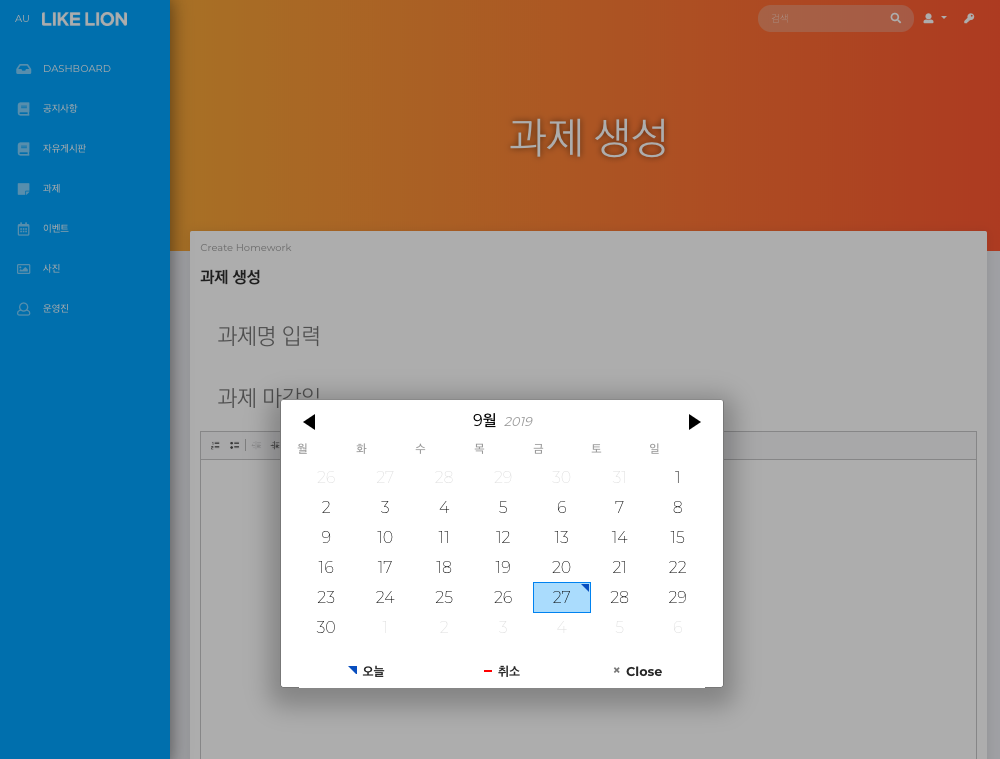 AU LIKE LION
검색
DASHBOARD
공지사항
자유게시판
과제
이벤트
사진
운영진
과제 생성
Create Homework
과제 생성
과제명 입력
과제 마감일
9월 2019
월 화 수 목 금 토 일
26 27 28 29 30 31 1
2 3 4 5 6 7 8
9 10 11 12 13 14 15
16 17 18 19 20 21 22
23 24 25 26 27 28 29
30 1 2 3 4 5 6
오늘 취소 Close